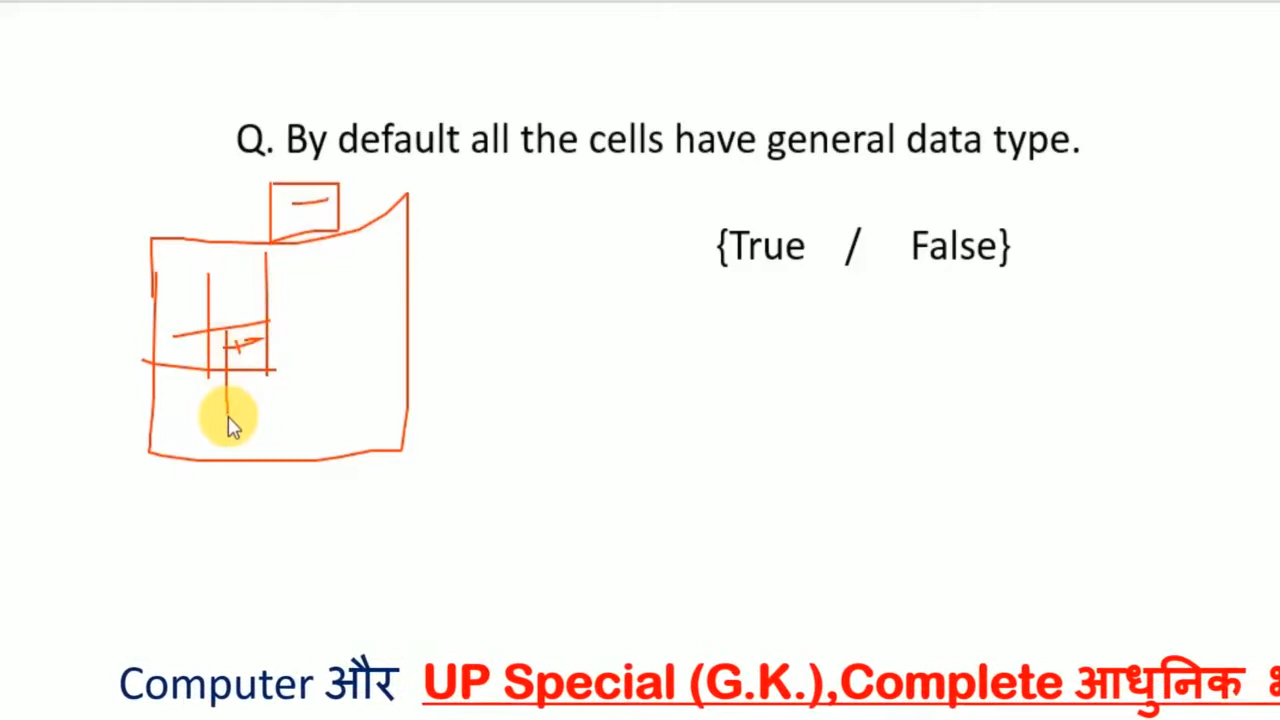 Q. By default all the cells have general data type.
{True / False}
Computer और UP Special (G.K.),Complete आधुनिक